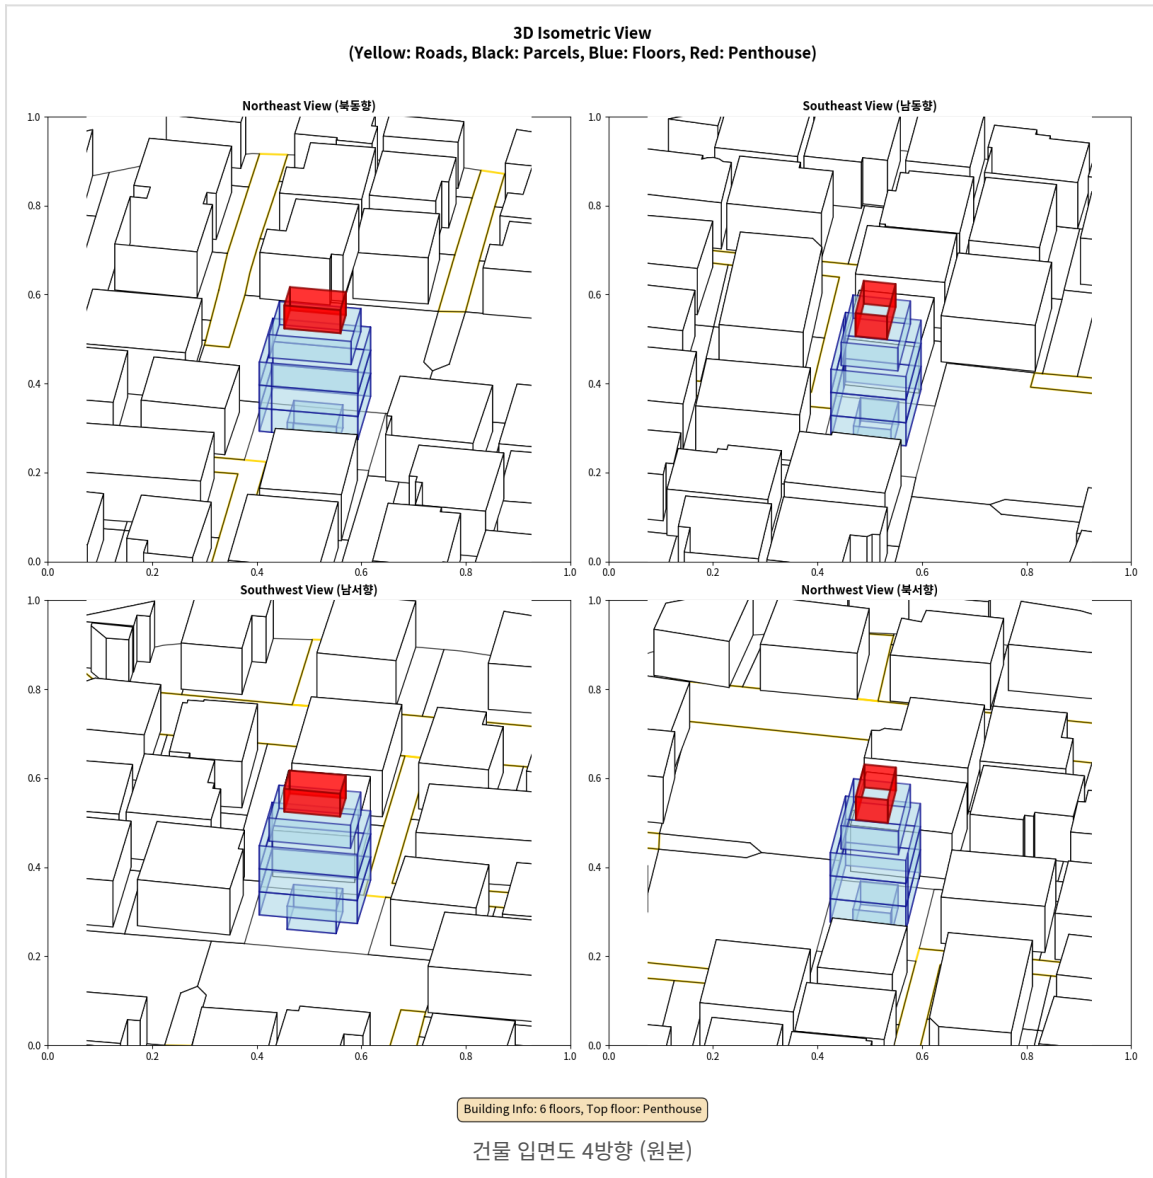 3D Isometric View
(Yellow: Roads, Black: Parcels, Blue: Floors, Red: Penthouse)
Northeast View (북동향)
1.0
0.8
0.6
0.4
0.2
0.0
0.0 0.2 0.4 0.6 0.8 1.0
Southeast View (남동향)
1.0
0.8
0.6
0.4
0.2
0.0
0.0 0.2 0.4 0.6 0.8 1.0
Southwest View (남서향)
1.0
0.8
0.6
0.4
0.2
0.0
0.0 0.2 0.4 0.6 0.8 1.0
Northwest View (북서향)
1.0
0.8
0.6
0.4
0.2
0.0
0.0 0.2 0.4 0.6 0.8 1.0
Building Info: 6 floors, Top floor: Penthouse
건물 입면도 4방향 (원본)